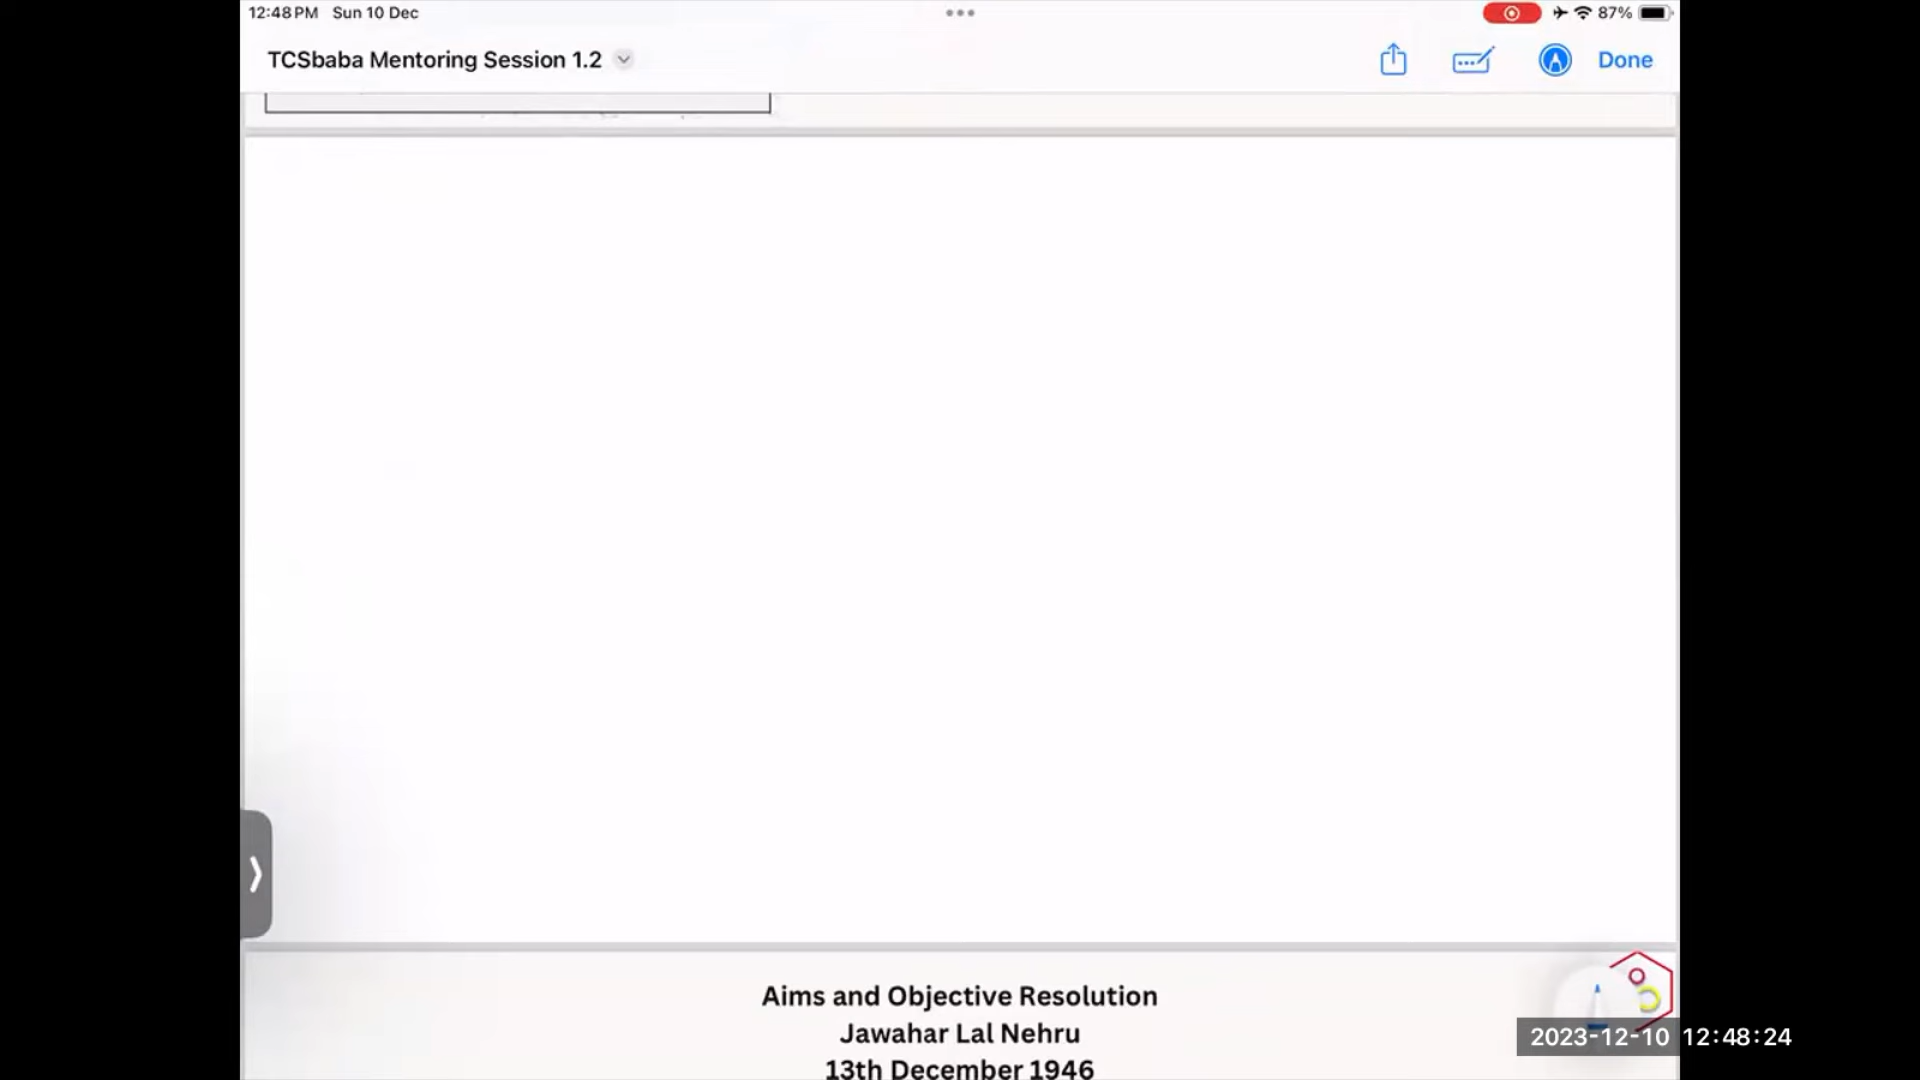 12:48 PM Sun 10 Dec
87%
TCSbaba Mentoring Session 1.2
Done
Aims and Objective Resolution
Jawahar Lal Nehru
13th December 1946
2023-12-10 12:48:24